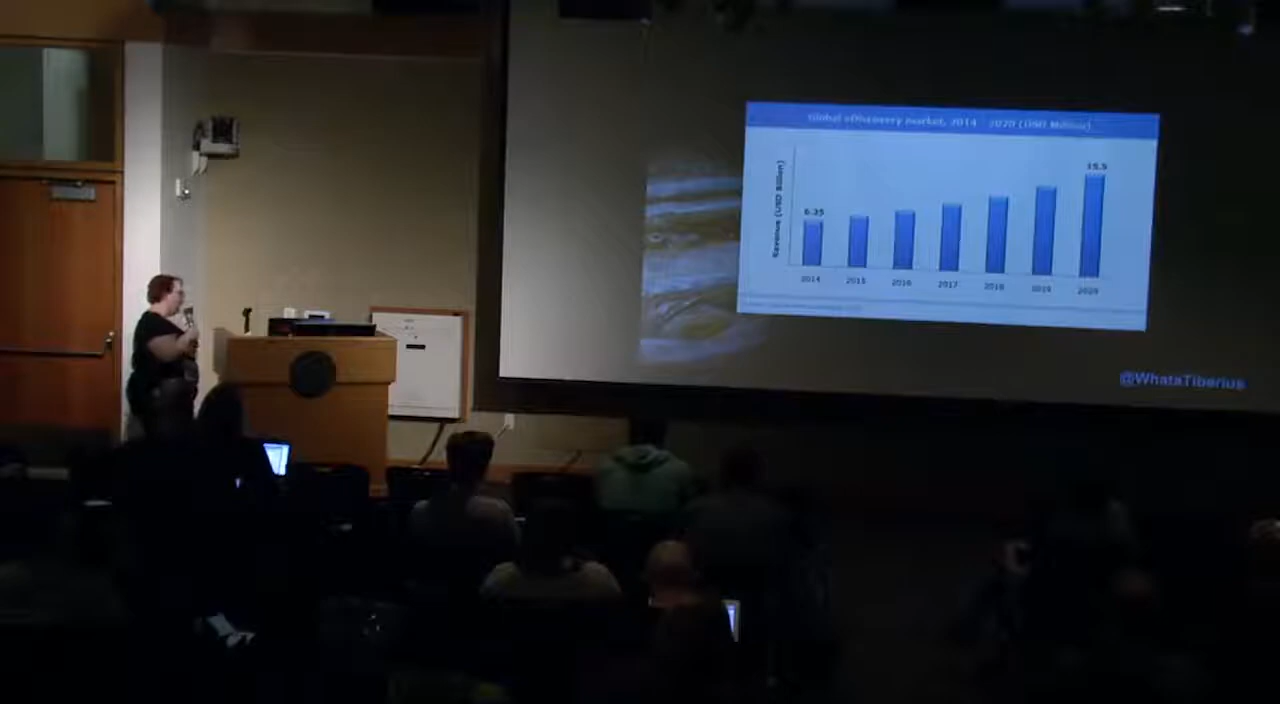 Global eDiscovery market, 2014 - 2020 (USD Million)
Revenue (USD Billion)
6.35
15.5
2014 2015 2016 2017 2018 2019 2020
@WhataTiberius